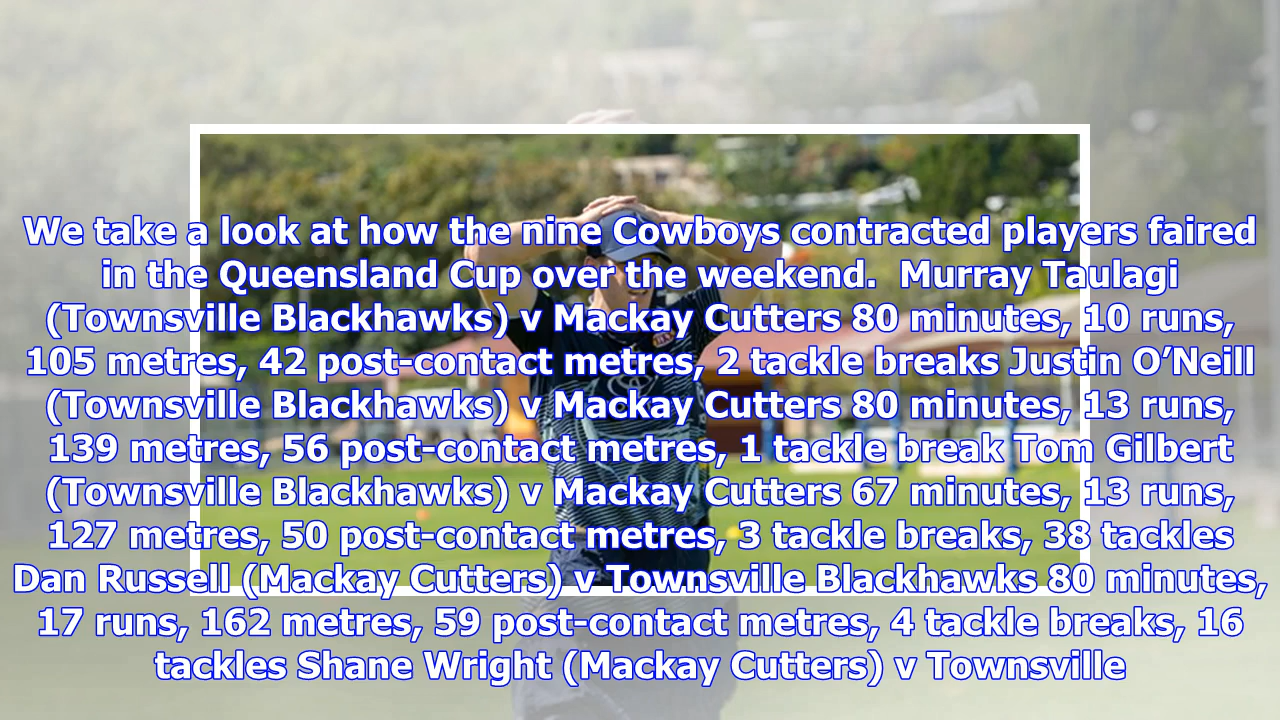 We take a look at how the nine Cowboys contracted players faired
in the Queensland Cup over the weekend.  Murray Taulagi
(Townsville Blackhawks) v Mackay Cutters 80 minutes, 10 runs,
105 metres, 42 post-contact metres, 2 tackle breaks Justin O’Neill
(Townsville Blackhawks) v Mackay Cutters 80 minutes, 13 runs,
139 metres, 56 post-contact metres, 1 tackle break Tom Gilbert
(Townsville Blackhawks) v Mackay Cutters 67 minutes, 13 runs,
127 metres, 50 post-contact metres, 3 tackle breaks, 38 tackles
Dan Russell (Mackay Cutters) v Townsville Blackhawks 80 minutes,
17 runs, 162 metres, 59 post-contact metres, 4 tackle breaks, 16
tackles Shane Wright (Mackay Cutters) v Townsville